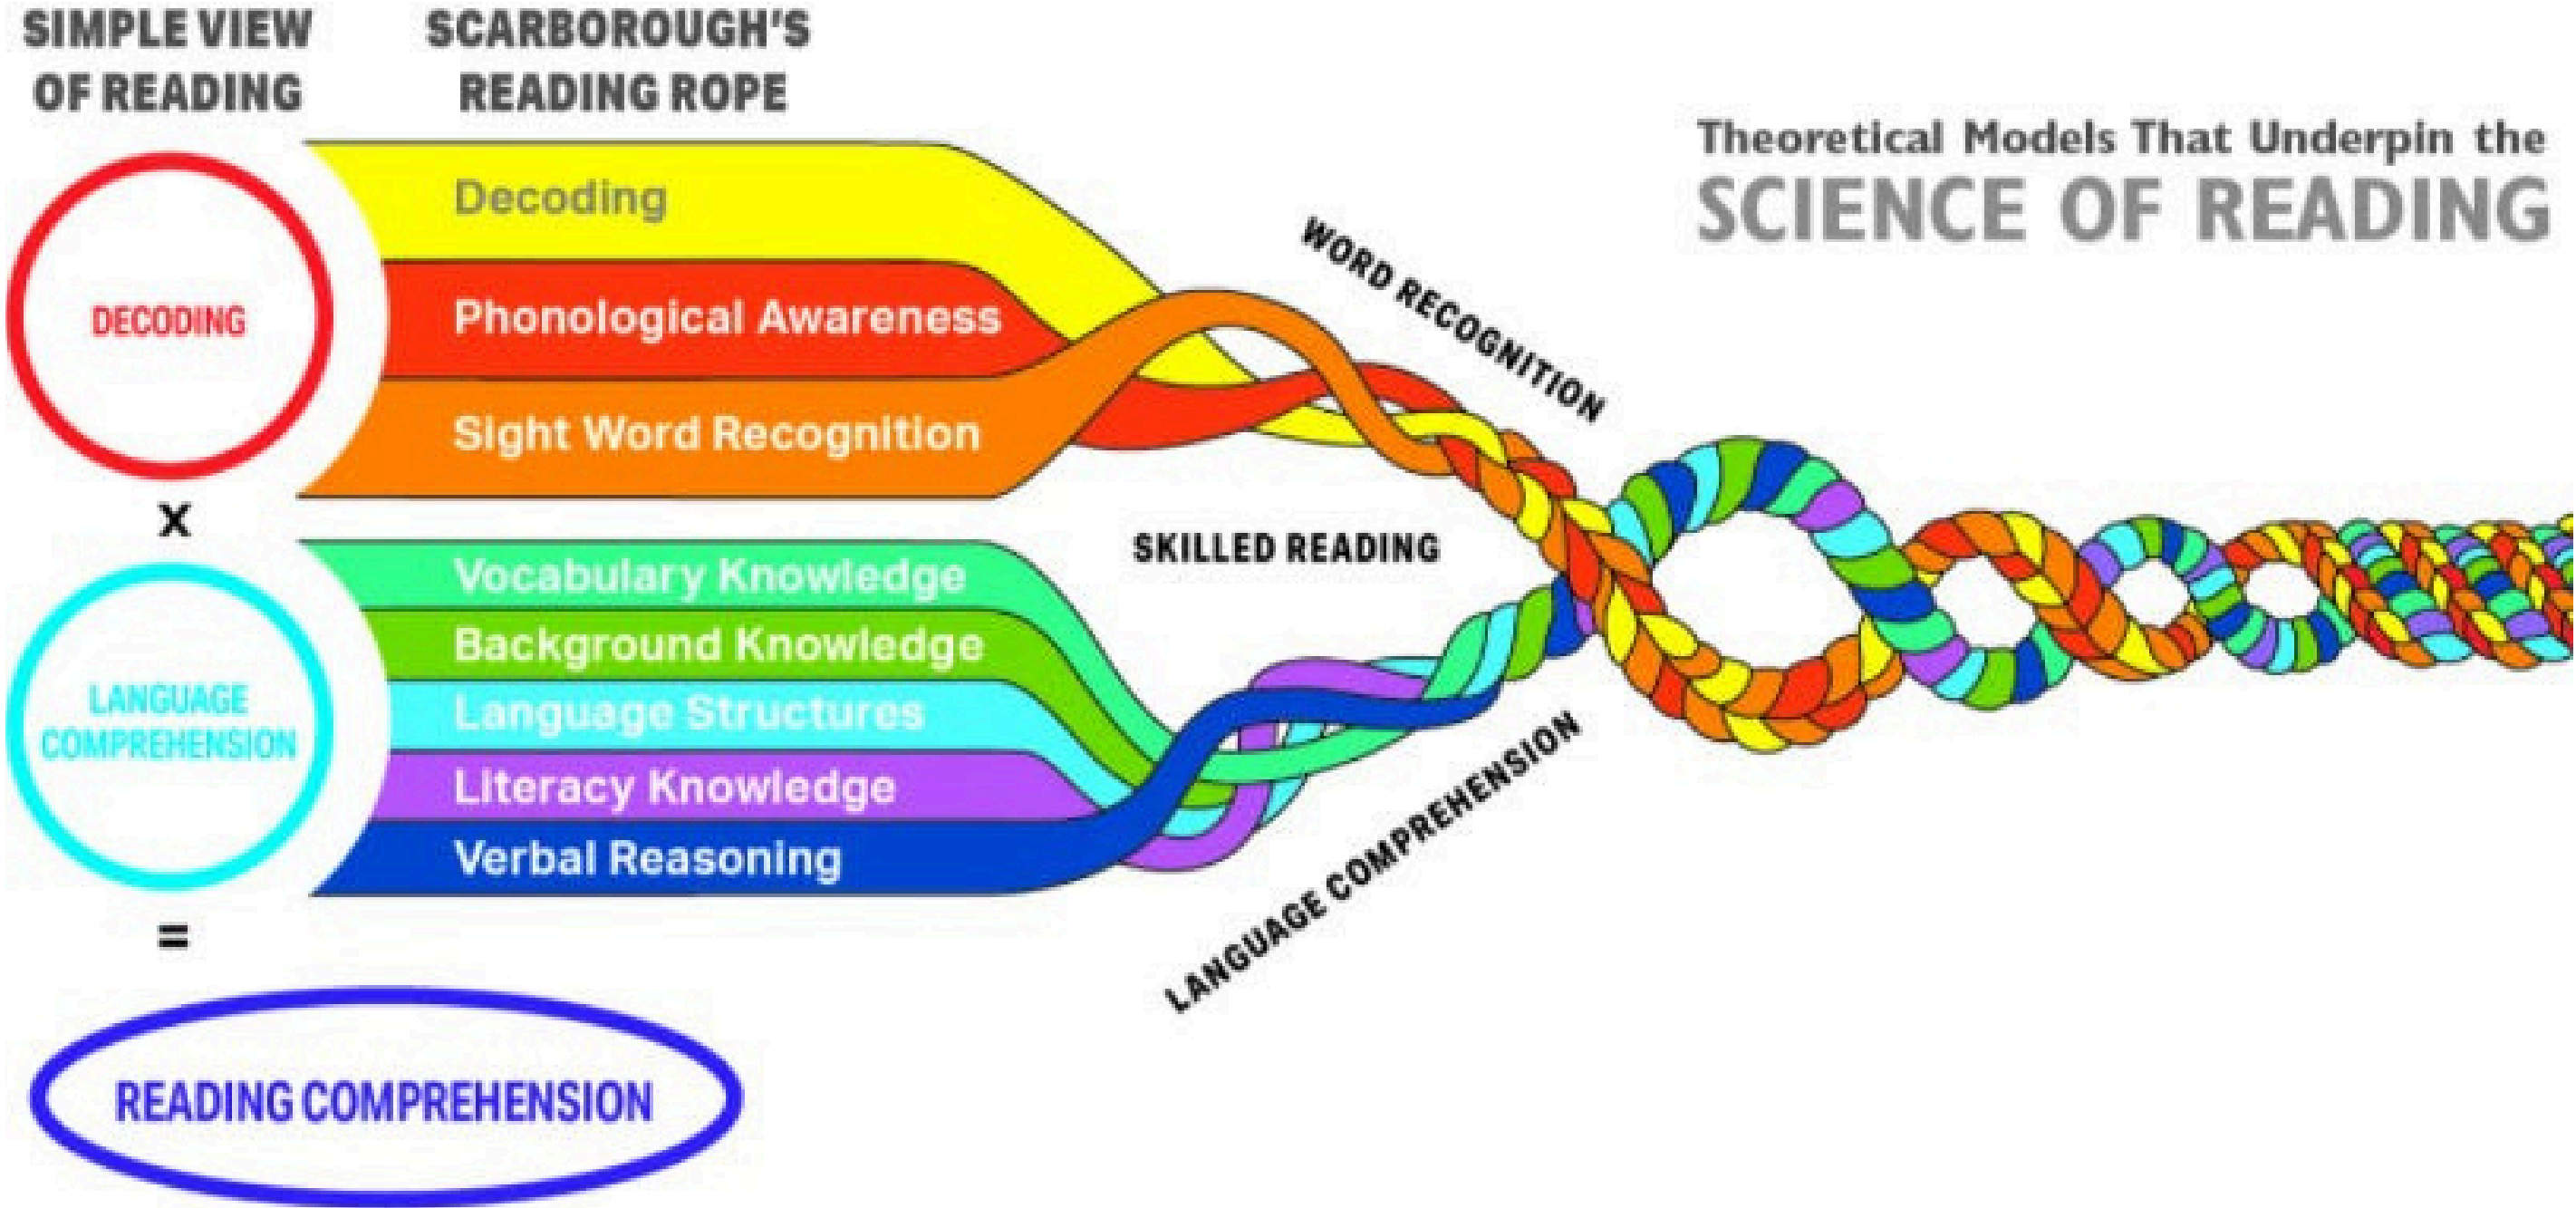 SIMPLE VIEW
OF READING
SCARBOROUGH'S
READING ROPE
Theoretical Models That Underpin the
SCIENCE OF READING
DECODING
X
LANGUAGE
COMPREHENSION
=
READING COMPREHENSION
Decoding
Phonological Awareness
Sight Word Recognition
Vocabulary Knowledge
Background Knowledge
Language Structures
Literacy Knowledge
Verbal Reasoning
WORD RECOGNITION
SKILLED READING
LANGUAGE COMPREHENSION